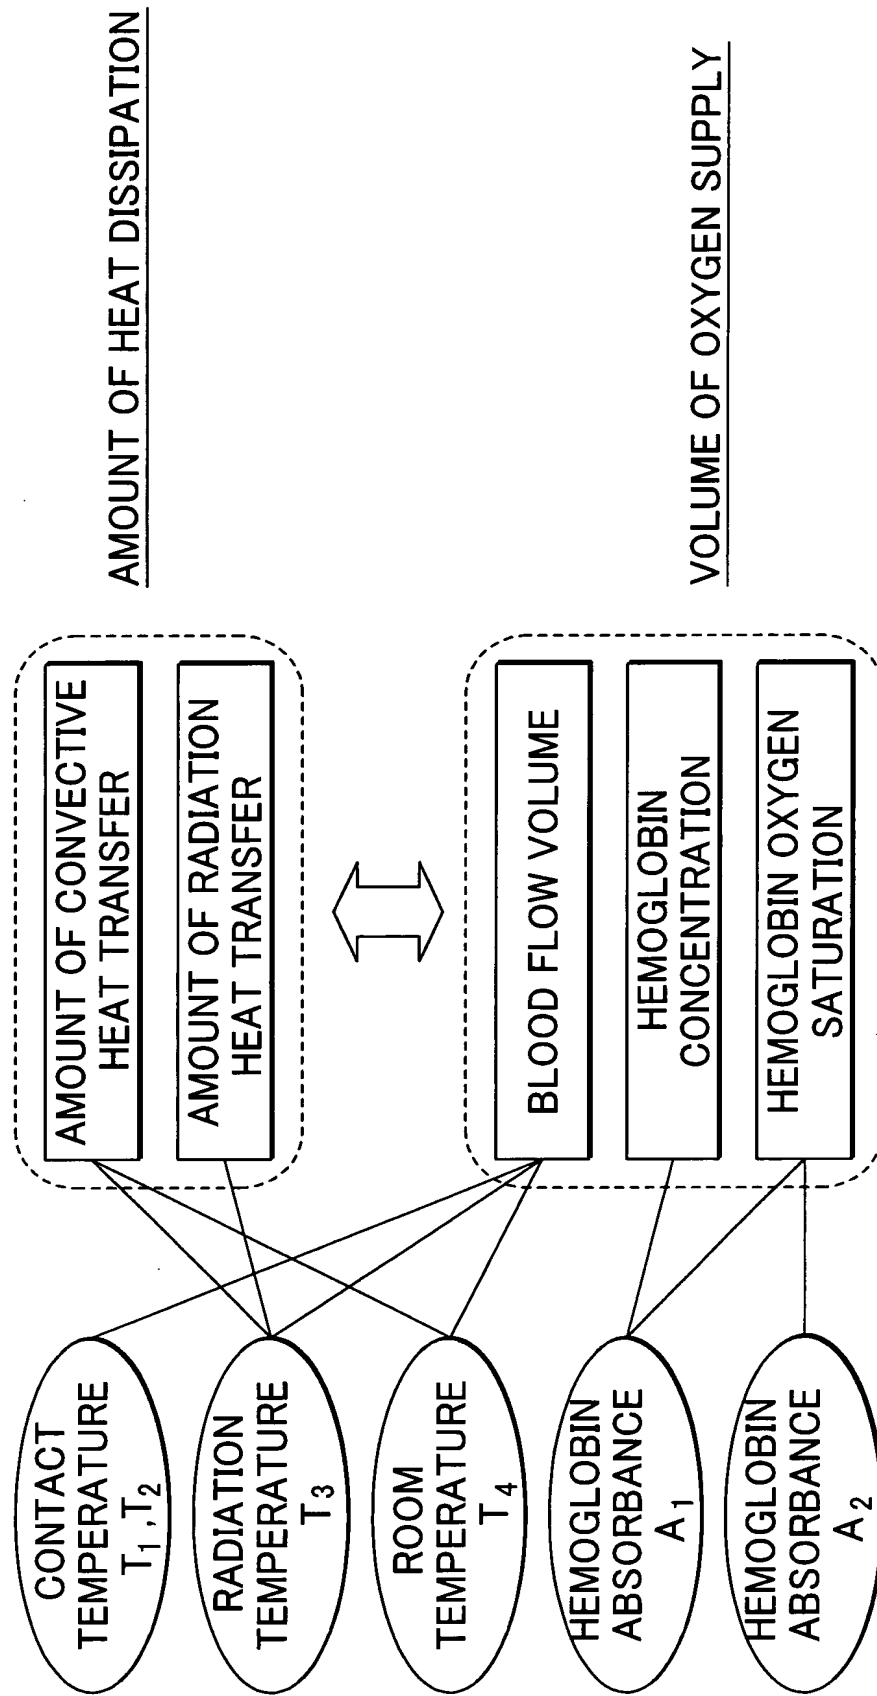 CONTACT
TEMPERATURE
T1 ,T2
RADIATION
TEMPERATURE
T3
ROOM
TEMPERATURE
T4
HEMOGLOBIN
ABSORBANCE
A1
HEMOGLOBIN
ABSORBANCE
A2
AMOUNT OF CONVECTIVE
HEAT TRANSFER
AMOUNT OF RADIATION
HEAT TRANSFER
BLOOD FLOW VOLUME
HEMOGLOBIN
CONCENTRATION
HEMOGLOBIN OXYGEN
SATURATION
AMOUNT OF HEAT DISSIPATION
VOLUME OF OXYGEN SUPPLY